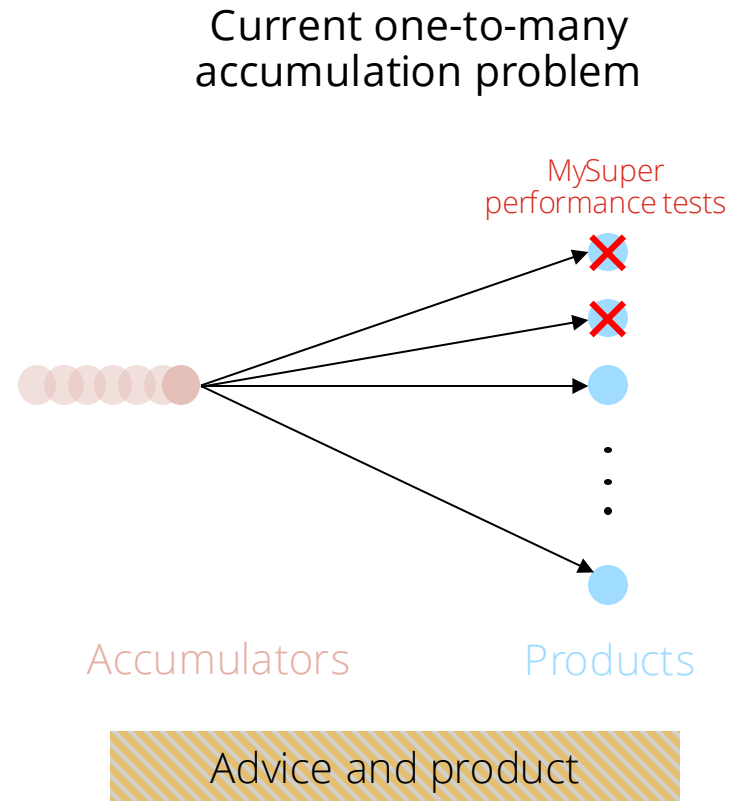 Current one-to-many
accumulation problem
MySuper
performance tests
Accumulators
Products
Advice and product